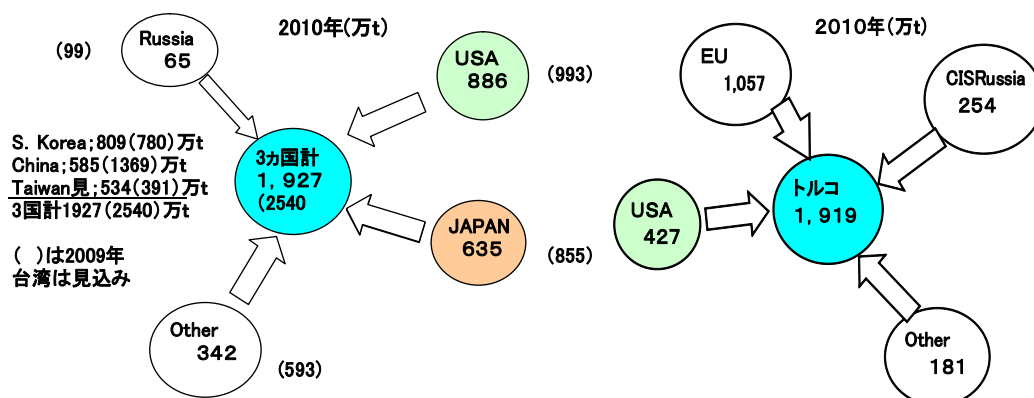 2010年(万t)
(99)
Russia
65
USA
886
(993)
S. Korea;809(780)万t
China;585(1369)万t
Taiwan見;534(391)万t
3国計1927(2540)万t
3ヵ国計
1，927
(2540
JAPAN
635
(855)
(　)は2009年
台湾は見込み
Other
342
(593)
2010年(万t)
EU
1,057
CISRussia
254
USA
427
トルコ
1，919
Other
181